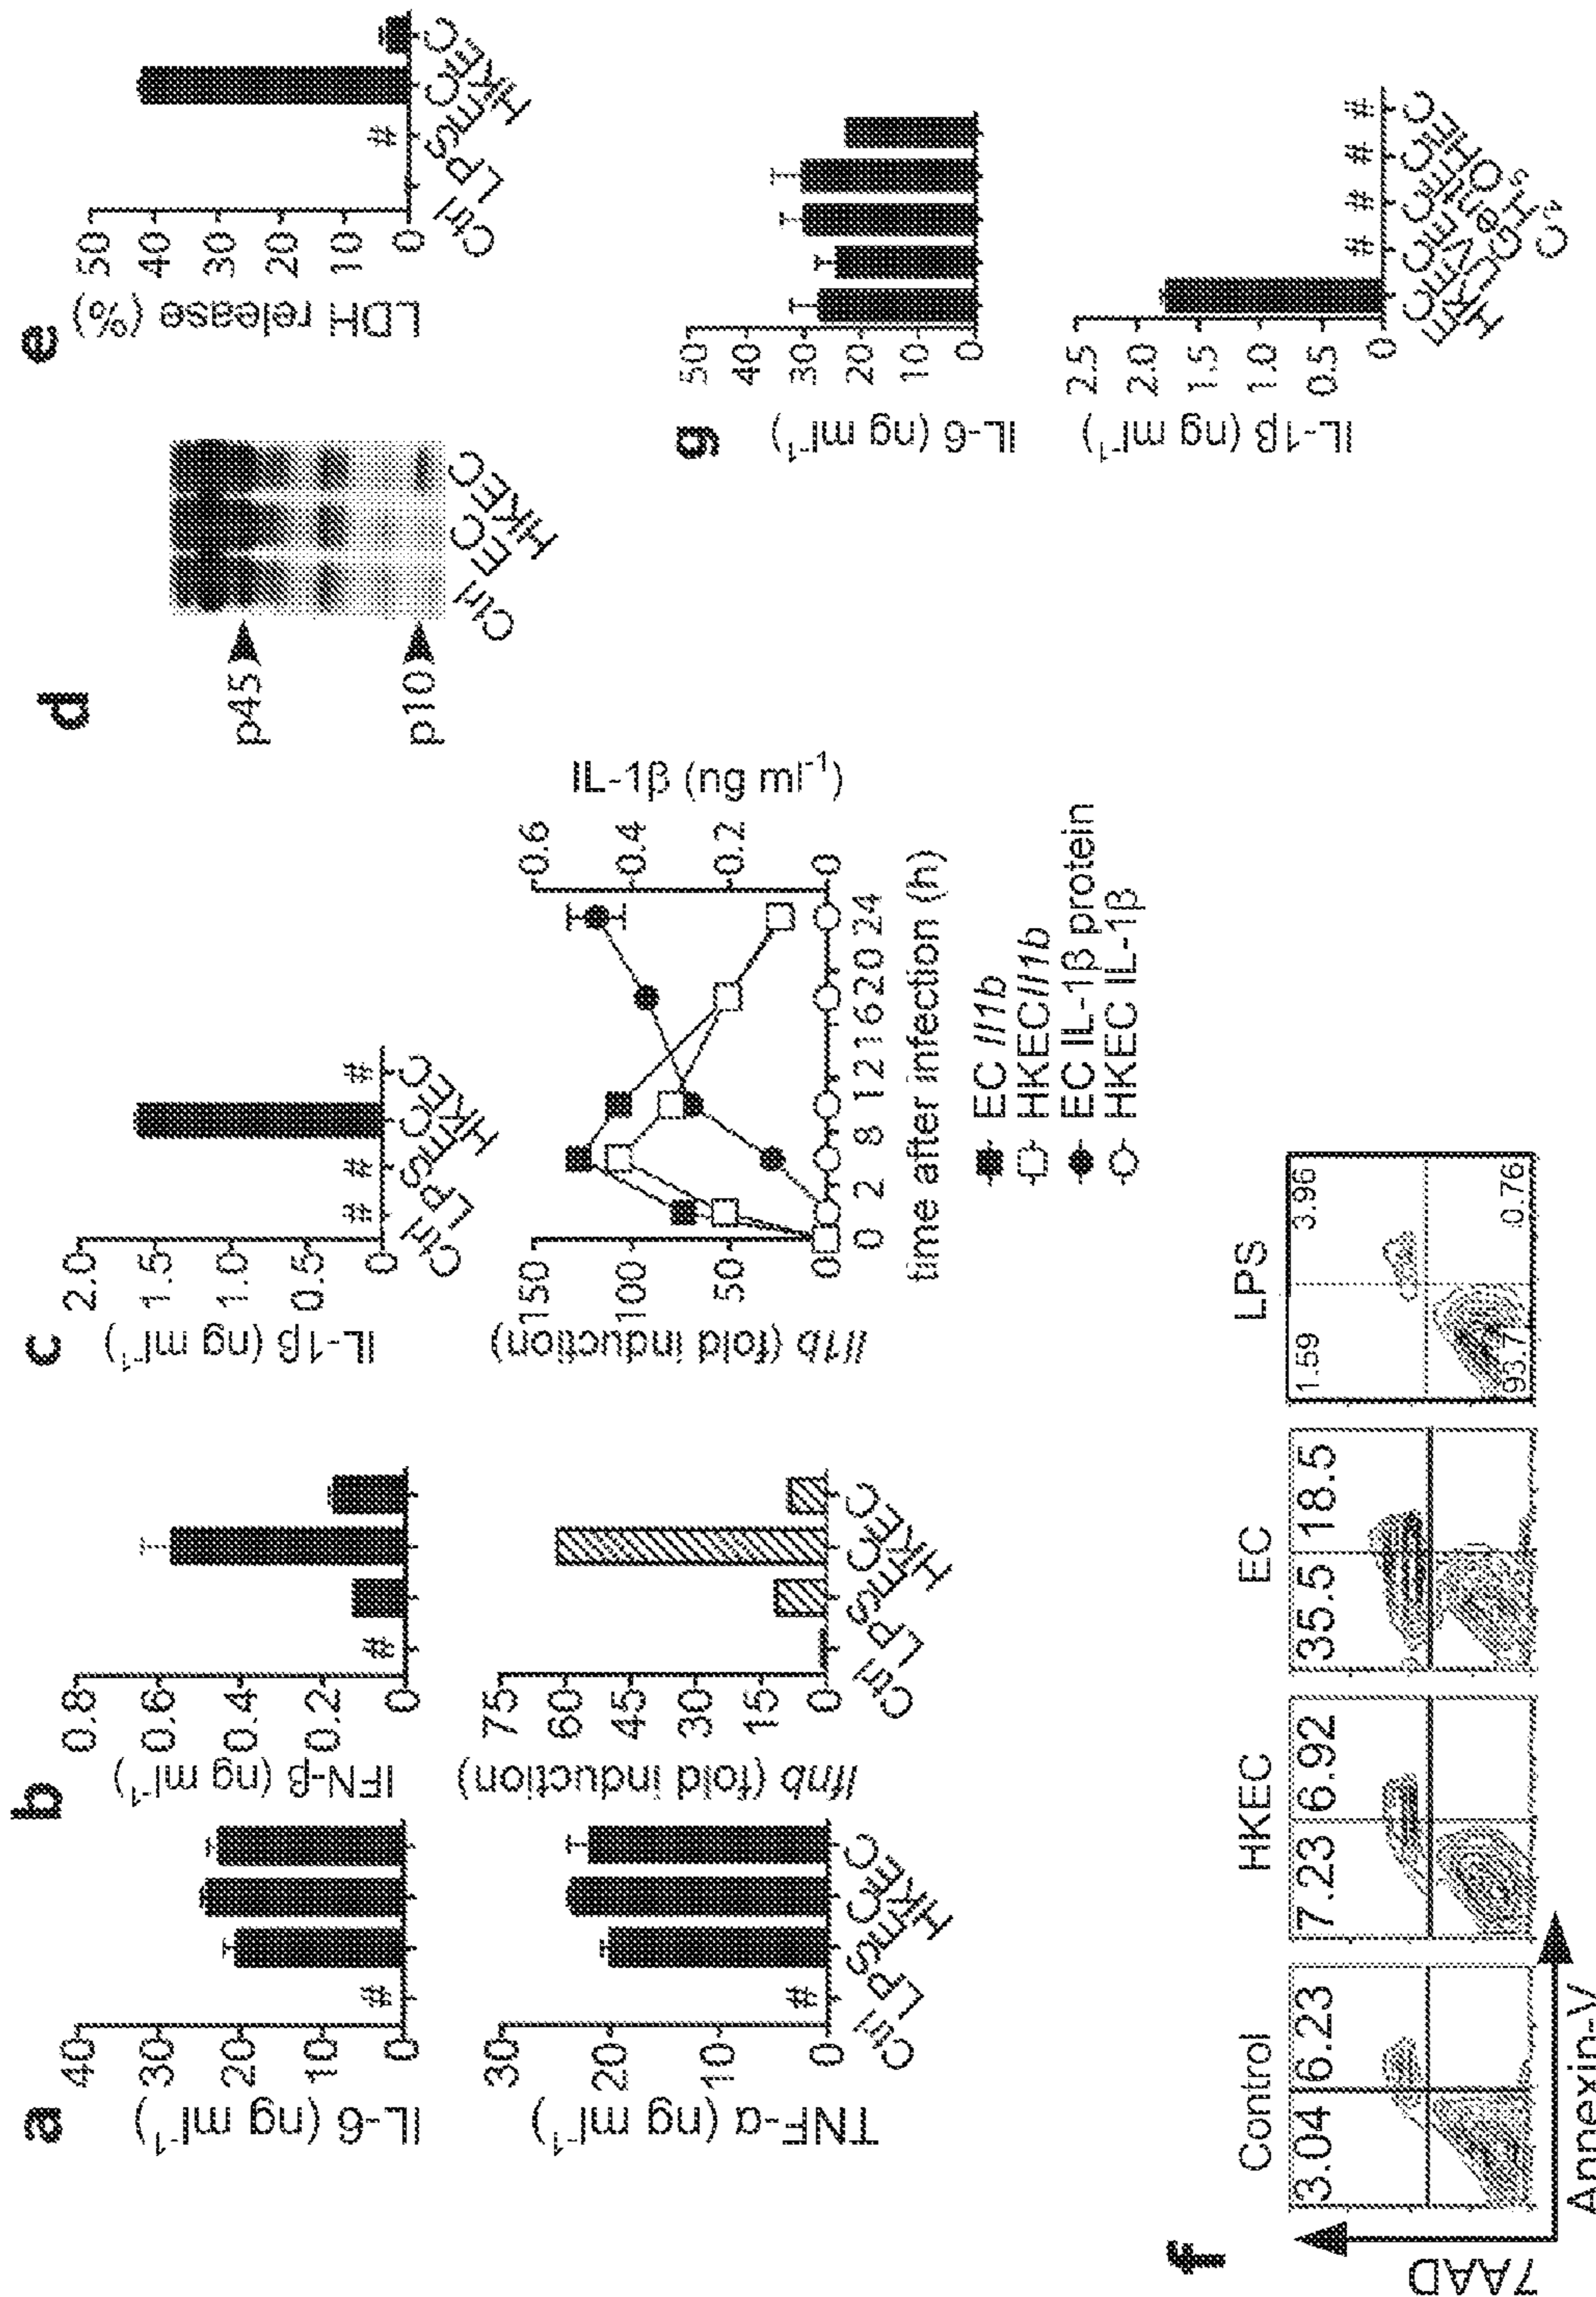 a
IL-6 (ng ml-1)
40
30
20
10
0
#
TNF-α (ng ml-1)
30
20
10
0
#
Ctrl
LPS
EC
HKEC
b
IFN-β (ng ml-1)
0.8
0.6
0.4
0.2
0
#
Ifnb (fold induction)
75
60
45
30
15
0
Ctrl
LPS
EC
HKEC
c
IL-1β (ng ml-1)
2.0
1.5
1.0
0.5
0
# # #
Ctrl
LPS
EC
HKEC
Il1b (fold induction)
150
100
50
0
IL-1β (ng ml-1)
0.6
0.4
0.2
0
0 2 8 12 16 20 24
time after infection (h)
EC Il1b
HKEC Il1b
EC IL-1β protein
HKEC IL-1β
d
p45
p10
Ctrl
EC
HKEC
e
LDH release (%)
50
40
30
20
10
0
#
Ctrl
LPS
EC
HKEC
f
7AAD
Annexin-V
Control
3.04 6.23
HKEC
7.23 6.92
EC
35.5 18.5
LPS
1.59 3.96
93.7 0.76
g
IL-6 (ng ml-1)
50
40
30
20
10
0
IL-1β (ng ml-1)
2.5
2.0
1.5
1.0
0.5
0
# # # #
EC
HKEC